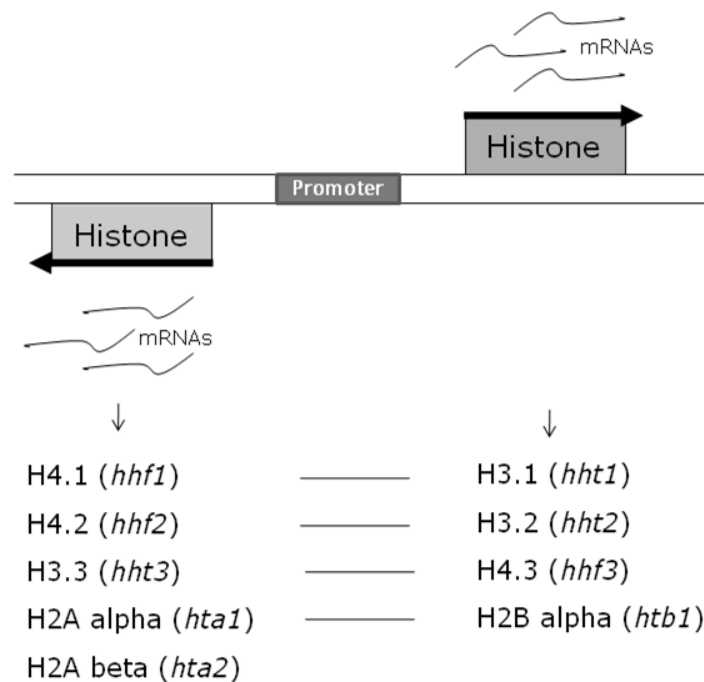 mRNAs
Histone
Promoter
Histone
mRNAs
H4.1 (hhf1) H3.1 (hht1)
H4.2 (hhf2) H3.2 (hht2)
H3.3 (hht3) H4.3 (hhf3)
H2A alpha (hta1) H2B alpha (htb1)
H2A beta (hta2)